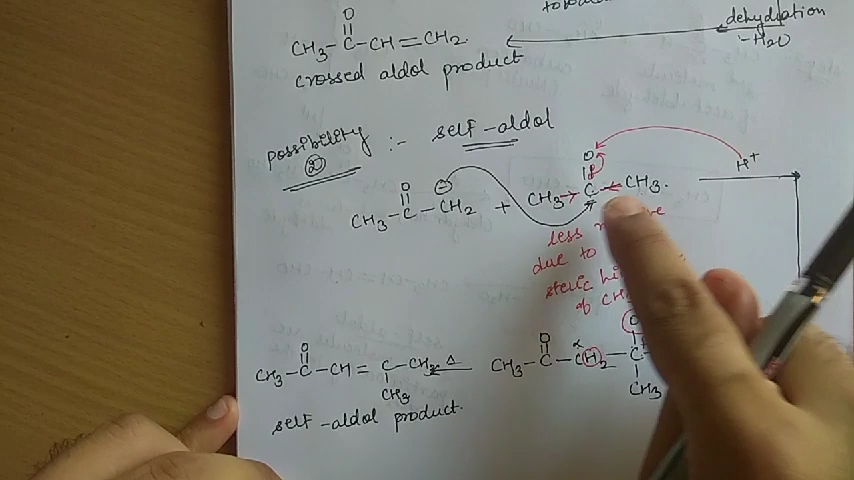 O
||
CH₃-C-CH=CH₂.
dehydration
-H₂O
crossed aldol product
possibility :- self-aldol
②
O
||
CH₃-C-CH₂ + CH₃→C←CH₃.
⊖
O
||
H⁺
less
due to
steric
of
O
||
CH₃-C-CH=C-CH₃
CH₃
Δ
O
||
α
CH₃-C-CH₂-C
O
CH₃
self-aldol product.